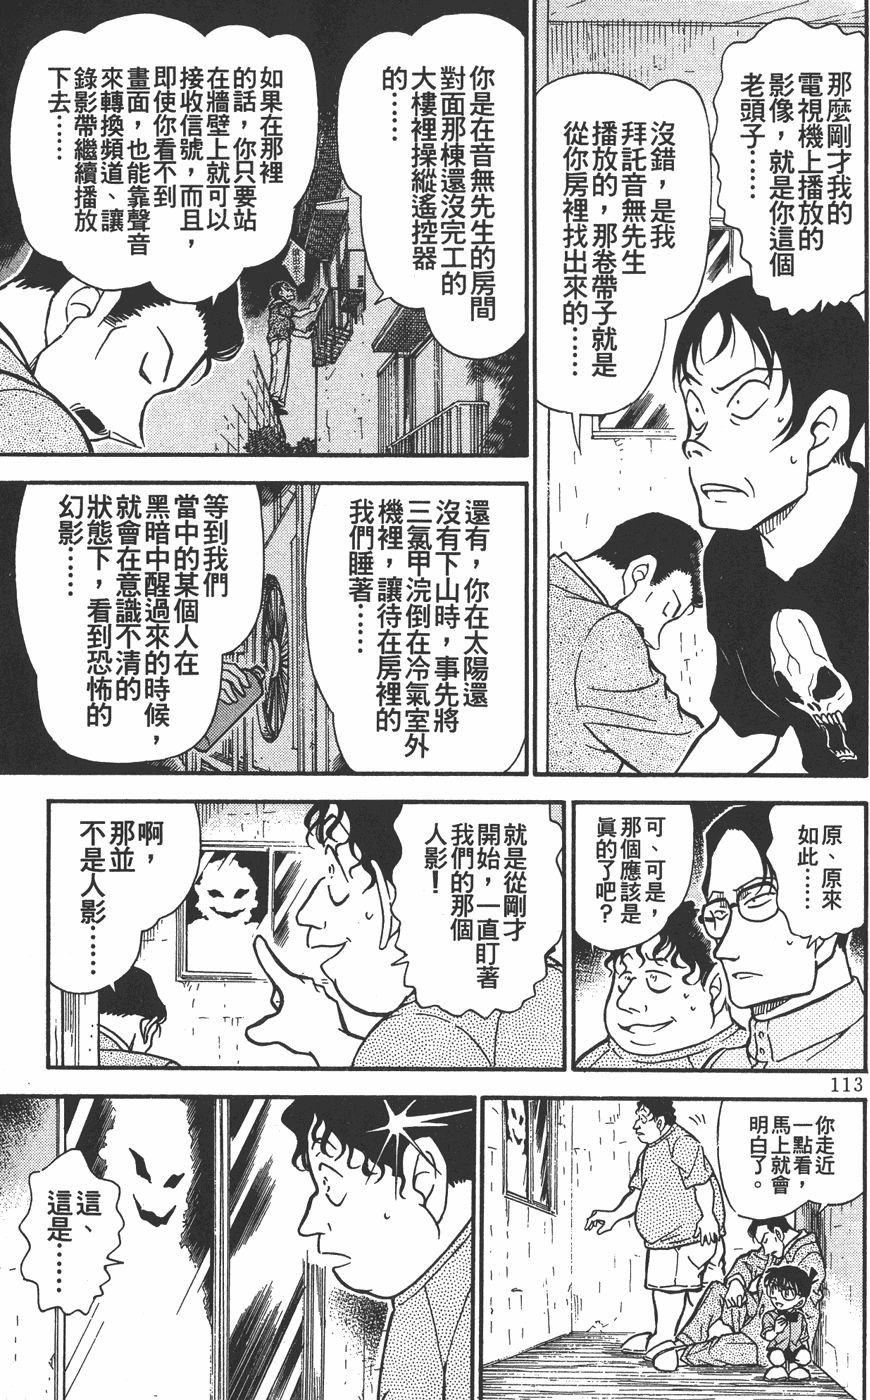 那麼剛才我的
電視機上播放的
影像，就是你這個
老頭子……
沒錯，是我
拜託音無先生
播放的，那卷帶子就是
從你房裡找出來的……
你是在音無先生的房間
對面那棟還沒完工的
大樓裡操縱遙控器
的……
如果在那裡
的話，你只要站
在牆壁上就可以
接收信號，而且，
即使你看不到
畫面，也能靠聲音
來轉換頻道、讓
錄影帶繼續播放
下去……
還有，你在太陽還
沒有下山時，事先將
三氯甲浣倒在冷氣室外
機裡，讓待在房裡的
我們睡著……
等到我們
當中的某個人在
黑暗中醒過來的時候，
就會在意識不清的
狀態下，看到恐怖的
幻影……
原、原來
如此……
可、可是，
那個應該是
真的了吧？
就是從剛才
開始，一直盯著
我們的那個
人影！
啊，
那並
不是人影……
113
你走近
一點看，
馬上就會
明白了。
這、
這是……